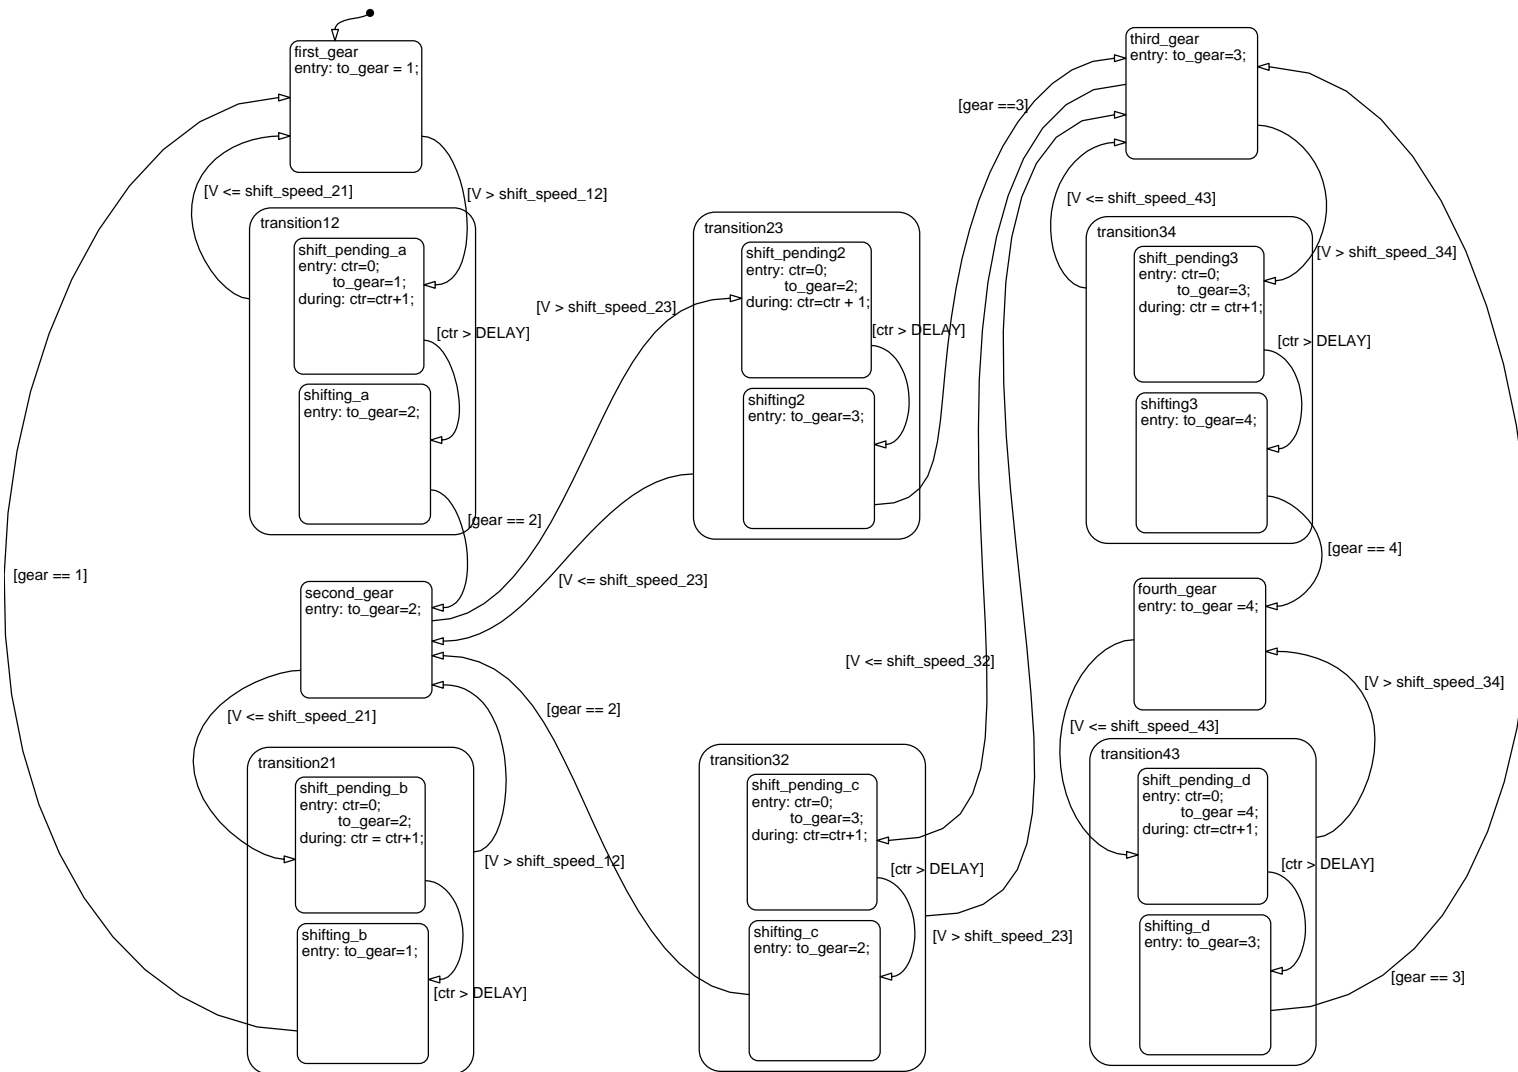 first_gear
entry: to_gear = 1;
[V <= shift_speed_21]
[V > shift_speed_12]
transition12
shift_pending_a
entry: ctr=0;
to_gear=1;
during: ctr=ctr+1;
[ctr > DELAY]
shifting_a
entry: to_gear=2;
[gear == 2]
[gear == 1]
second_gear
entry: to_gear=2;
[V <= shift_speed_21]
transition21
shift_pending_b
entry: ctr=0;
to_gear=2;
during: ctr = ctr+1;
[V > shift_speed_12]
shifting_b
entry: to_gear=1;
[ctr > DELAY]
transition23
shift_pending2
entry: ctr=0;
to_gear=2;
during: ctr=ctr + 1;
[V > shift_speed_23]
[ctr > DELAY]
shifting2
entry: to_gear=3;
[gear ==3]
[V <= shift_speed_23]
[V <= shift_speed_32]
[gear == 2]
transition32
shift_pending_c
entry: ctr=0;
to_gear=3;
during: ctr=ctr+1;
[ctr > DELAY]
shifting_c
entry: to_gear=2;
[V > shift_speed_23]
third_gear
entry: to_gear=3;
[V <= shift_speed_43]
transition34
shift_pending3
entry: ctr=0;
to_gear=3;
during: ctr = ctr+1;
[V > shift_speed_34]
[ctr > DELAY]
shifting3
entry: to_gear=4;
[gear == 4]
fourth_gear
entry: to_gear =4;
[V > shift_speed_34]
[V <= shift_speed_43]
transition43
shift_pending_d
entry: ctr=0;
to_gear =4;
during: ctr=ctr+1;
[ctr > DELAY]
shifting_d
entry: to_gear=3;
[gear == 3]